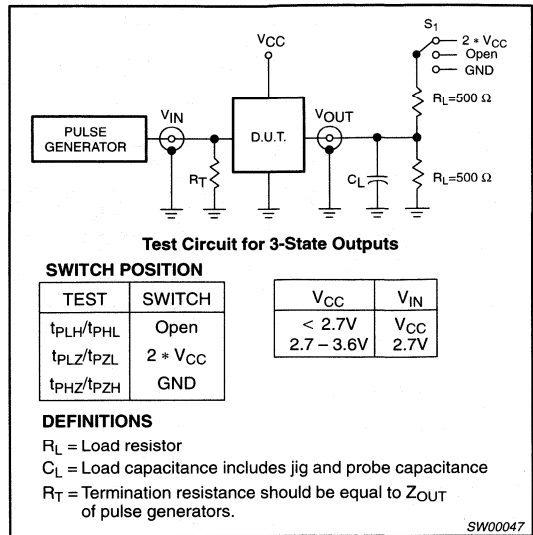 S1
2 * VCC
Open
GND
VCC
RL=500 Ω
VIN
VOUT
PULSE
GENERATOR
D.U.T.
RT
CL
RL=500 Ω
Test Circuit for 3-State Outputs
SWITCH POSITION
TEST SWITCH
tPLH/tPHL Open
tPLZ/tPZL 2 * VCC
tPHZ/tPZH GND
VCC VIN
< 2.7V VCC
2.7 – 3.6V 2.7V
DEFINITIONS
RL = Load resistor
CL = Load capacitance includes jig and probe capacitance
RT = Termination resistance should be equal to ZOUT
of pulse generators.
SW00047